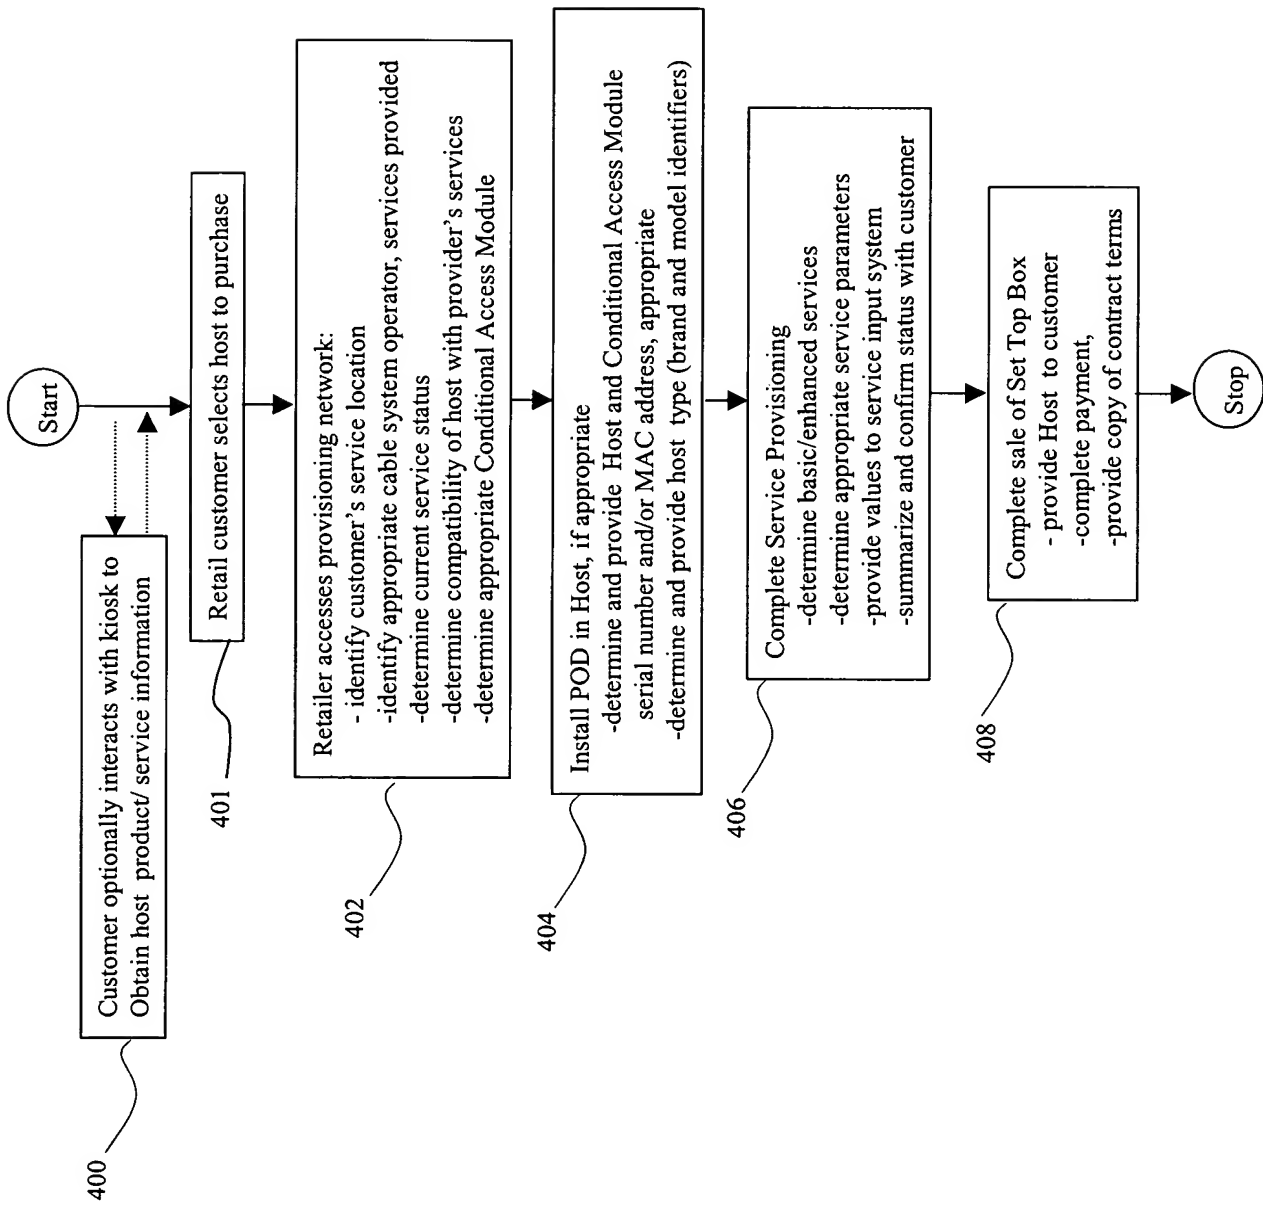 Start
Customer optionally interacts with kiosk to
Obtain host product/ service information
400
Retail customer selects host to purchase
401
Retailer accesses provisioning network:
- identify customer's service location
-identify appropriate cable system operator, services provided
-determine current service status
-determine compatibility of host with provider's services
-determine appropriate Conditional Access Module
402
Install POD in Host, if appropriate
-determine and provide Host and Conditional Access Module
serial number and/or MAC address, appropriate
-determine and provide host type (brand and model identifiers)
404
Complete Service Provisioning
-determine basic/enhanced services
-determine appropriate service parameters
-provide values to service input system
-summarize and confirm status with customer
406
Complete sale of Set Top Box
- provide Host to customer
-complete payment,
-provide copy of contract terms
408
Stop